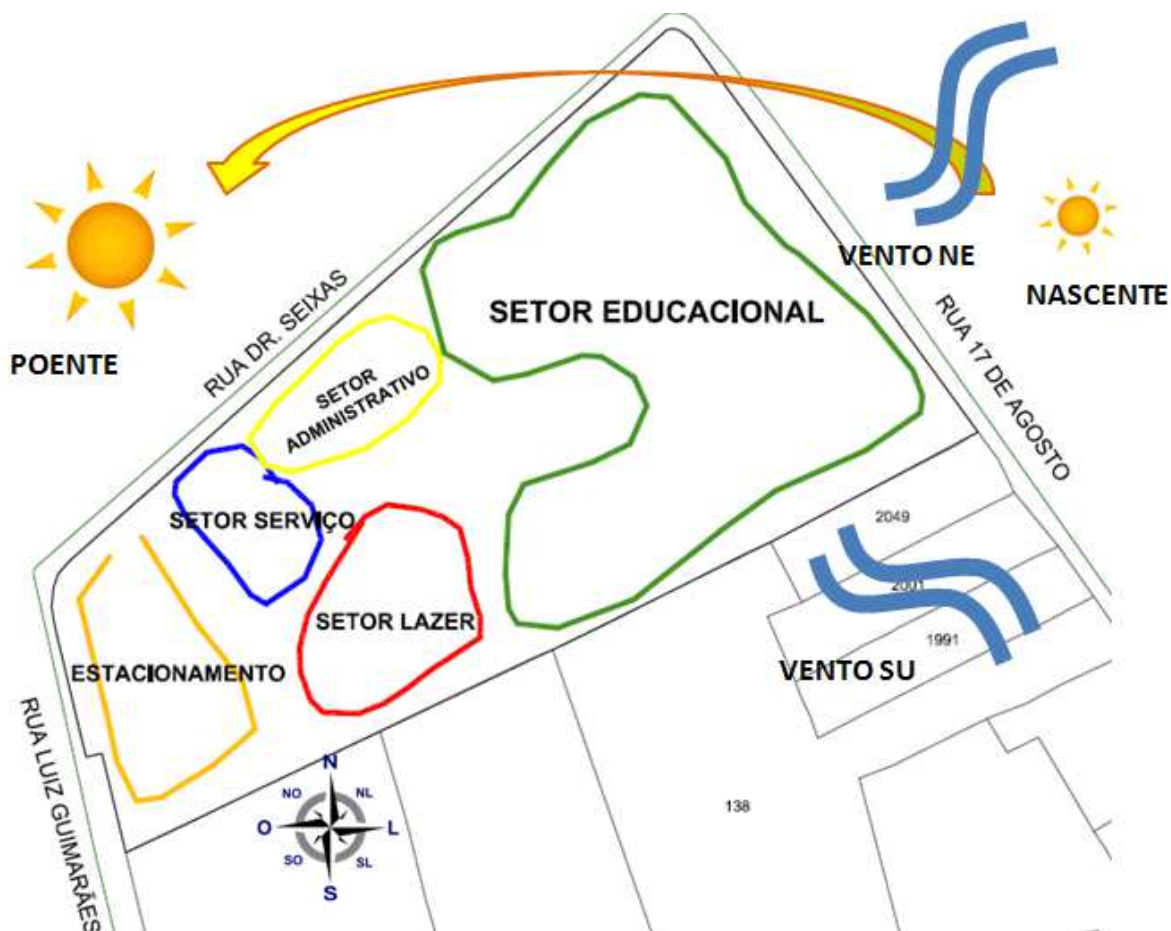 VENTO NE
NASCENTE
POENTE
RUA DR. SEIXAS
SETOR EDUCACIONAL
RUA 17 DE AGOSTO
SETOR
ADMINISTRATIVO
SETOR SERVIÇO
2049
2001
SETOR LAZER
1991
ESTACIONAMENTO
VENTO SU
RUA LUIZ GUIMARÃES
N
NO
NL
O
L
SO
SL
S
138